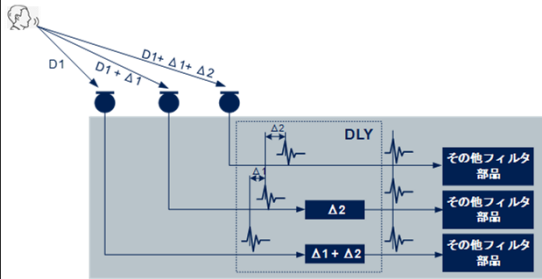 D1
D1 + Δ1
D1+ Δ1+ Δ2
Δ2
DLY
Δ1
その他フィルタ
部品
Δ2
その他フィルタ
部品
Δ1 + Δ2
その他フィルタ
部品